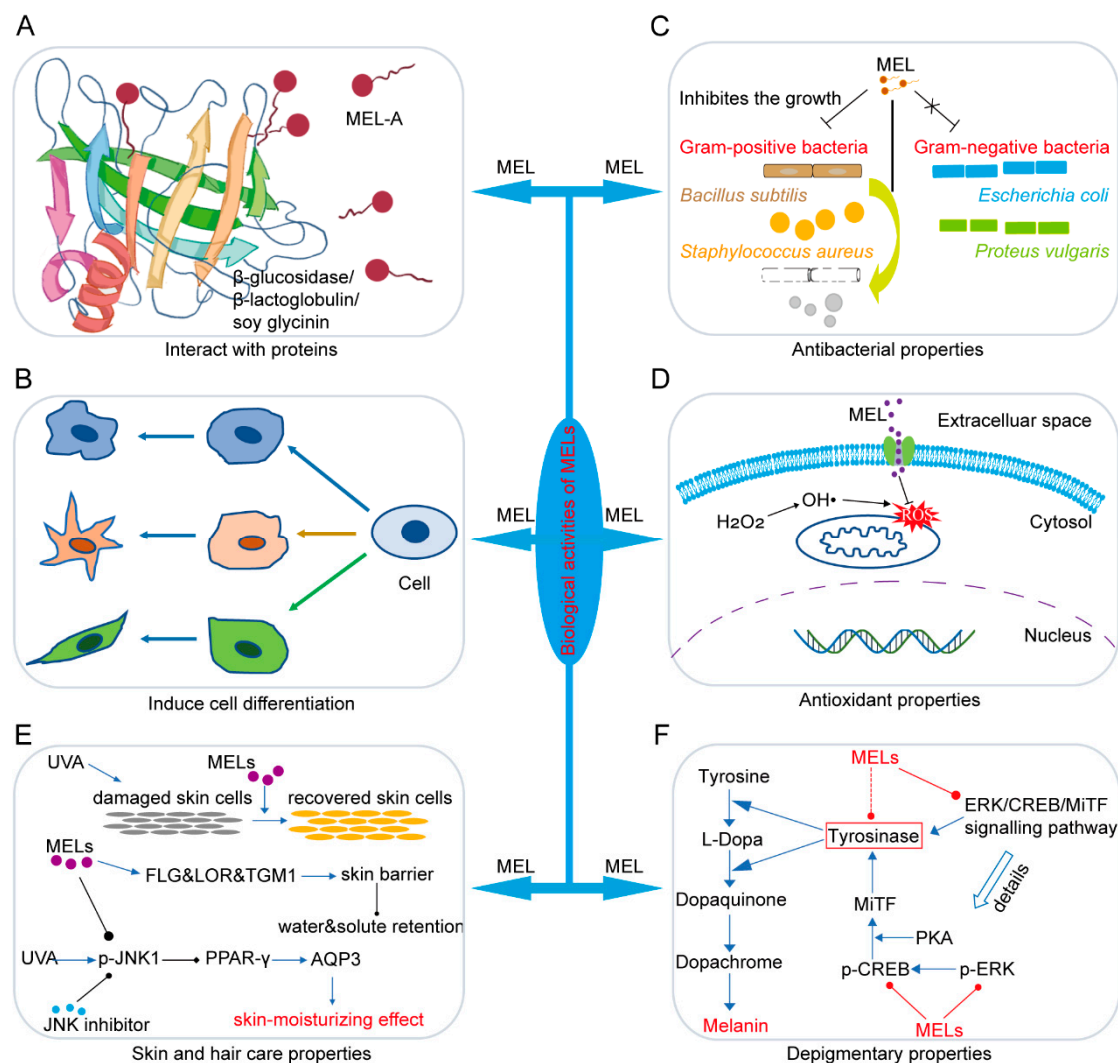 A
MEL-A
β-glucosidase/
β-lactoglobulin/
soy glycinin
Interact with proteins
B
Cell
Induce cell differentiation
C
MEL
Inhibites the growth
Gram-positive bacteria
Gram-negative bacteria
Bacillus subtilis
Escherichia coli
Staphylococcus aureus
Proteus vulgaris
Antibacterial properties
MEL
MEL
MEL
MEL
MEL
MEL
Biological activities of MELs
D
MEL
Extracelluar space
H2O2
OH•
ROS
Cytosol
Nucleus
Antioxidant properties
E
UVA
MELs
damaged skin cells
recovered skin cells
MELs
FLG&LOR&TGM1
skin barrier
water&solute retention
UVA
p-JNK1
PPAR-γ
AQP3
JNK inhibitor
skin-moisturizing effect
Skin and hair care properties
F
MELs
Tyrosine
ERK/CREB/MiTF
signalling pathway
Tyrosinase
L-Dopa
details
Dopaquinone
MiTF
PKA
Dopachrome
p-CREB
p-ERK
Melanin
MELs
Depigmentary properties